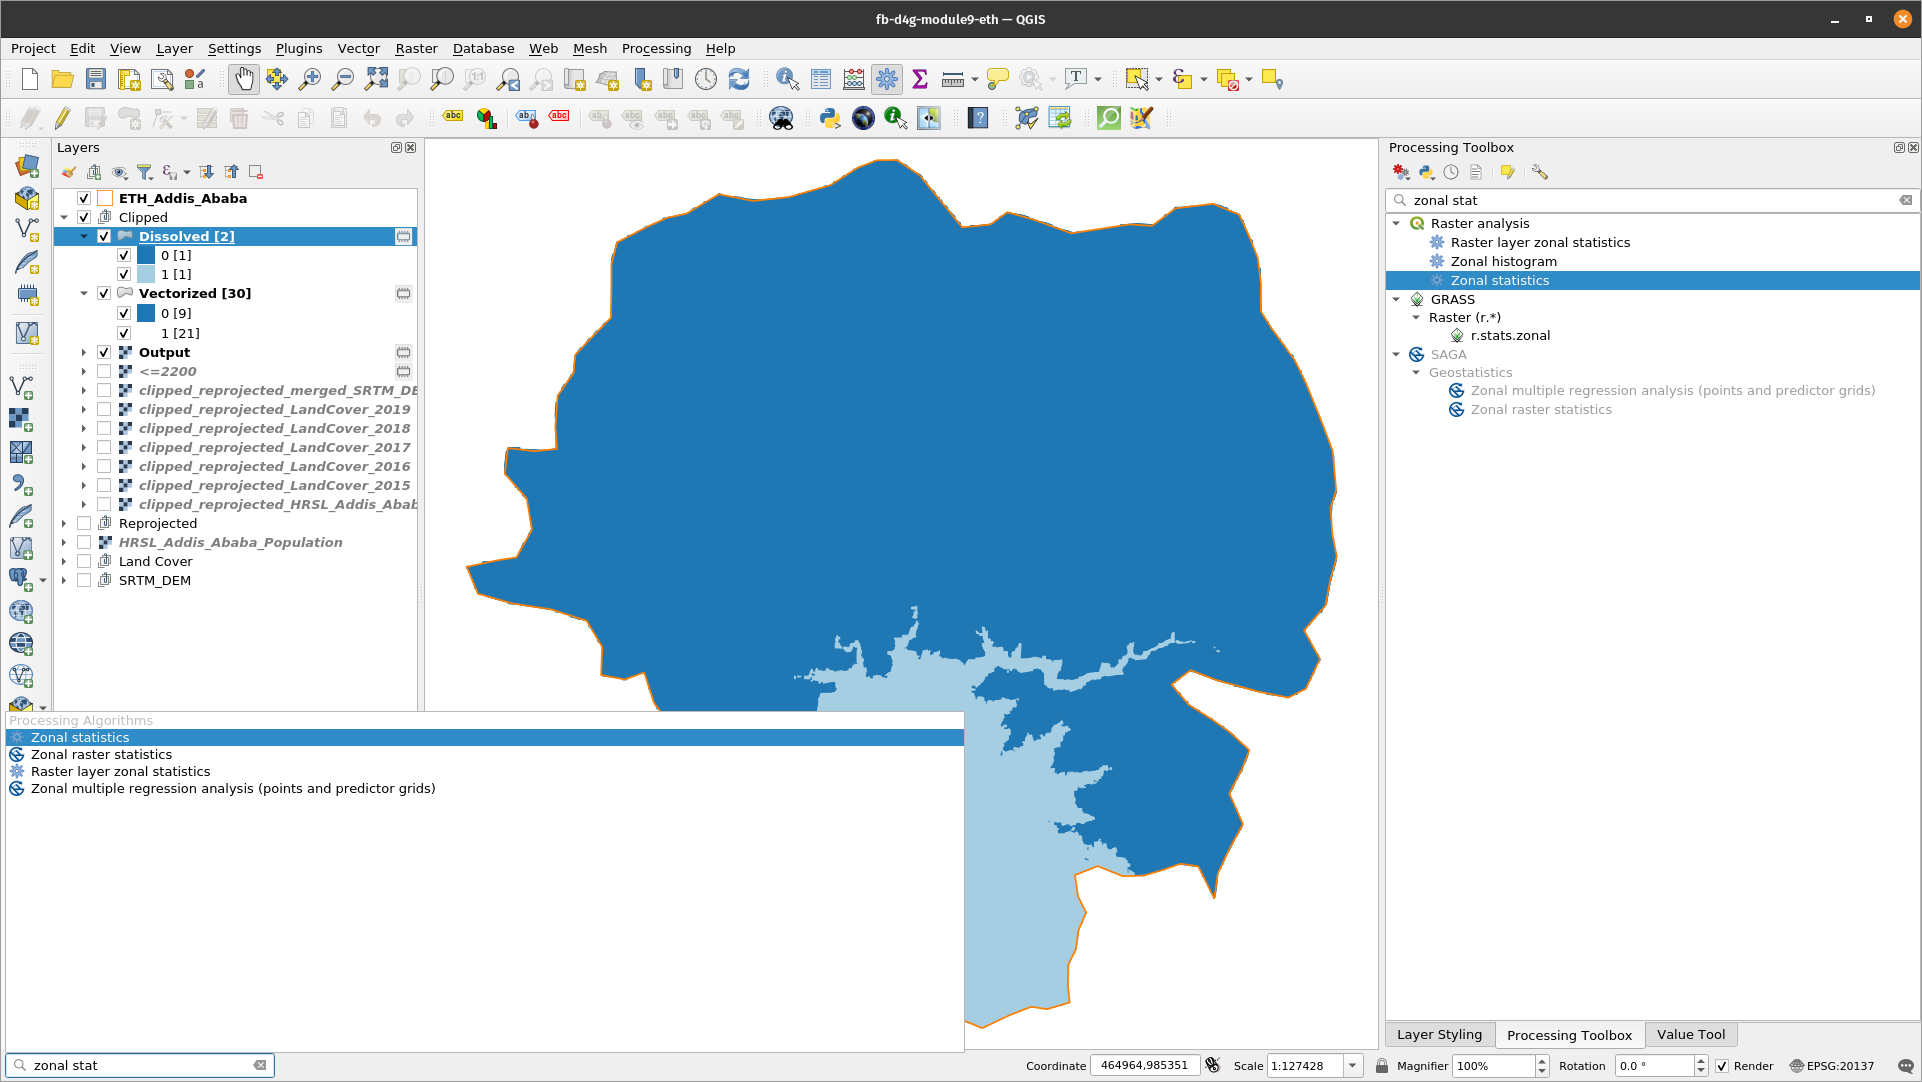 fb-d4g-module9-eth — QGIS
Project Edit View Layer Settings Plugins Vector Raster Database Web Mesh Processing Help
Layers
ETH_Addis_Ababa
Clipped
Dissolved [2]
0 [1]
1 [1]
Vectorized [30]
0 [9]
1 [21]
Output
<=2200
clipped_reprojected_merged_SRTM_DE
clipped_reprojected_LandCover_2019
clipped_reprojected_LandCover_2018
clipped_reprojected_LandCover_2017
clipped_reprojected_LandCover_2016
clipped_reprojected_LandCover_2015
clipped_reprojected_HRSL_Addis_Abab
Reprojected
HRSL_Addis_Ababa_Population
Land Cover
SRTM_DEM
Processing Algorithms
Zonal statistics
Zonal raster statistics
Raster layer zonal statistics
Zonal multiple regression analysis (points and predictor grids)
zonal stat
Processing Toolbox
zonal stat
Raster analysis
Raster layer zonal statistics
Zonal histogram
Zonal statistics
GRASS
Raster (r.*)
r.stats.zonal
SAGA
Geostatistics
Zonal multiple regression analysis (points and predictor grids)
Zonal raster statistics
Layer Styling Processing Toolbox Value Tool
Coordinate 464964,985351 Scale 1:127428 Magnifier 100% Rotation 0.0 ° Render EPSG:20137